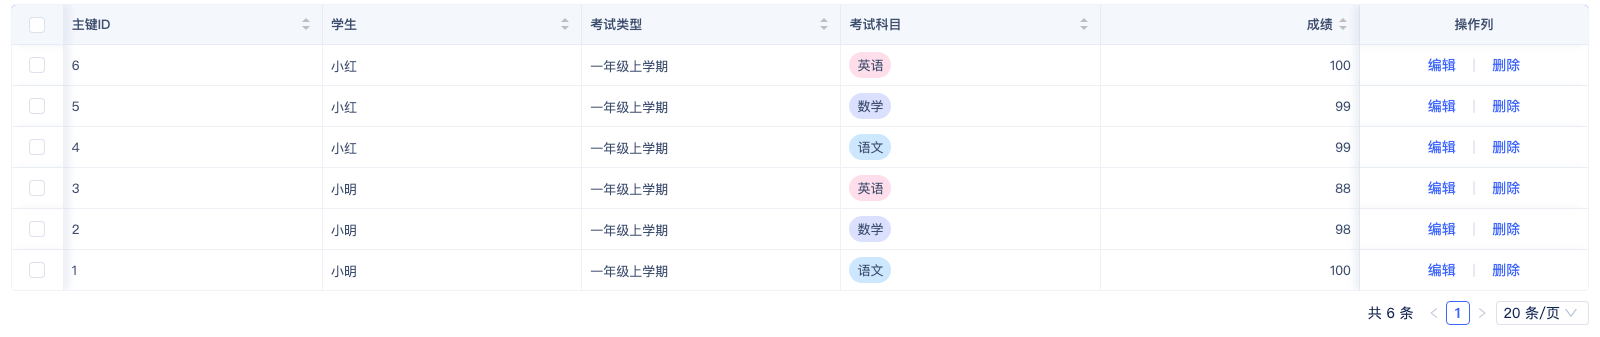 主键ID 学生 考试类型 考试科目 成绩 操作列
6 小红 一年级上学期 英语 100 编辑 删除
5 小红 一年级上学期 数学 99 编辑 删除
4 小红 一年级上学期 语文 99 编辑 删除
3 小明 一年级上学期 英语 88 编辑 删除
2 小明 一年级上学期 数学 98 编辑 删除
1 小明 一年级上学期 语文 100 编辑 删除
共 6 条 1 20 条/页